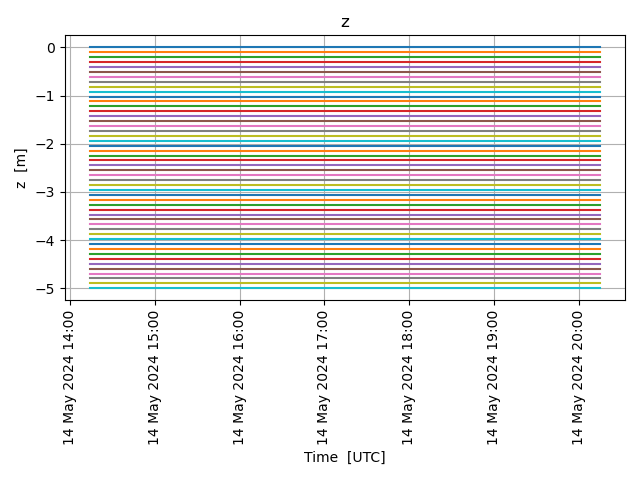 z
0
−1
−2
−3
−4
−5
z [m]
14 May 2024 14:00
14 May 2024 15:00
14 May 2024 16:00
14 May 2024 17:00
14 May 2024 18:00
14 May 2024 19:00
14 May 2024 20:00
Time [UTC]